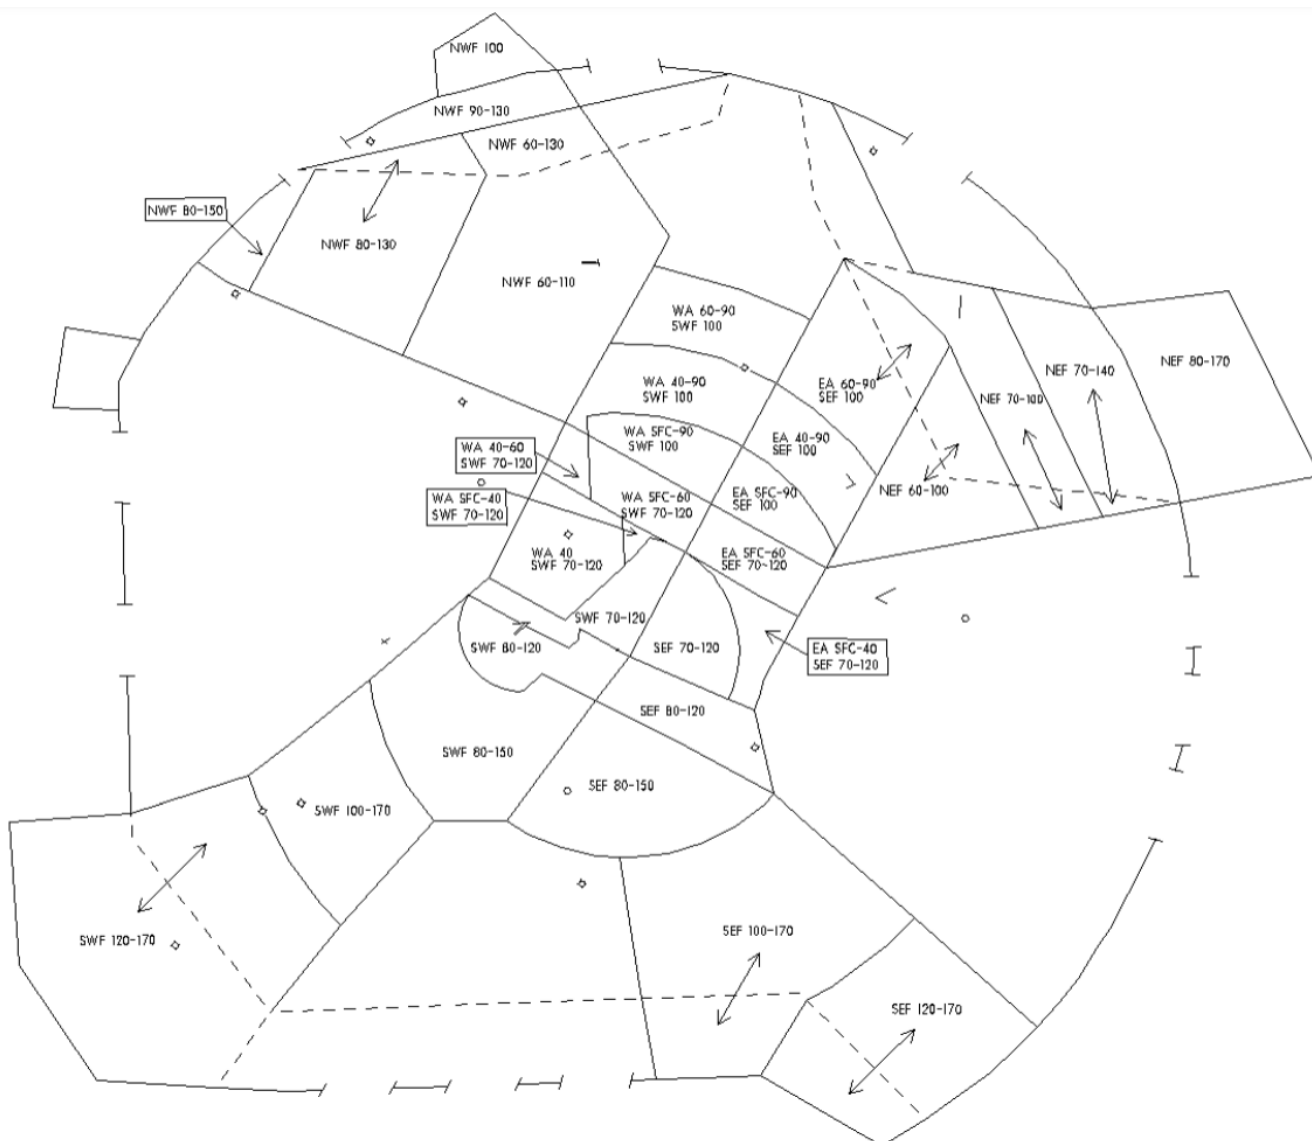 NWF 100
NWF 90-130
NWF 60-130
NWF 80-150
NWF 80-130
NWF 60-110
WA 60-90
SWF 100
WA 40-90
SWF 100
EA 60-90
SEF 100
NEF 70-100
NEF 70-140
NEF 80-170
WA SFC-90
SWF 100
EA 40-90
SEF 100
WA 40-60
SWF 70-120
WA SFC-40
SWF 70-120
WA SFC-60
SWF 70-120
EA SFC-90
SEF 100
NEF 60-100
WA 40
SWF 70-120
EA SFC-60
SEF 70-120
SWF 70-120
SWF 80-120
SEF 70-120
EA SFC-40
SEF 70-120
SEF 80-120
SWF 80-150
SEF 80-150
SWF 100-170
SWF 120-170
SEF 100-170
SEF 120-170